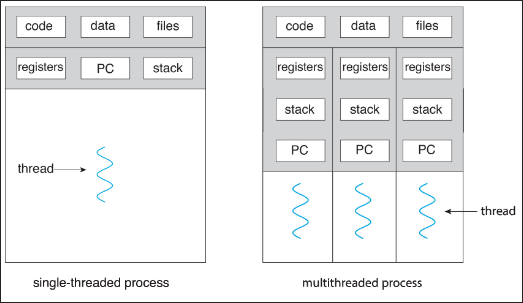 code data files
registers PC stack
thread
single-threaded process
code data files
registers registers registers
stack stack stack
PC PC PC
thread
multithreaded process